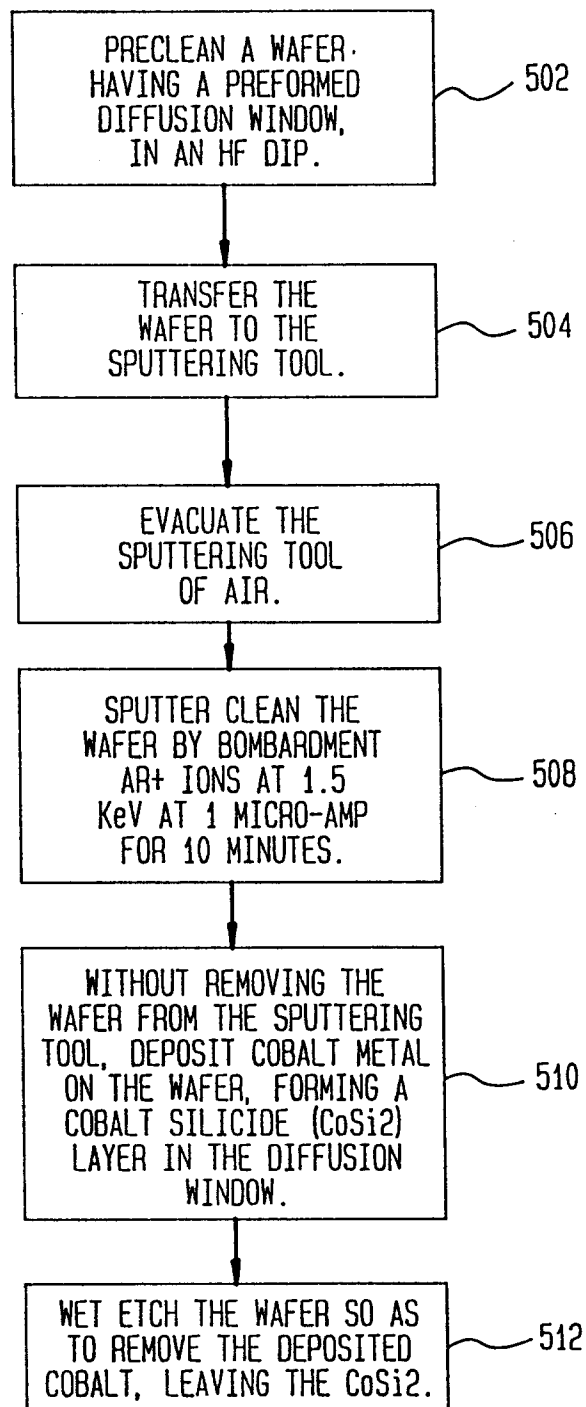 PRECLEAN A WAFER
HAVING A PREFORMED
DIFFUSION WINDOW,
IN AN HF DIP.
502
TRANSFER THE
WAFER TO THE
SPUTTERING TOOL.
504
EVACUATE THE
SPUTTERING TOOL
OF AIR.
506
SPUTTER CLEAN THE
WAFER BY BOMBARDMENT
AR+ IONS AT 1.5
KeV AT 1 MICRO-AMP
FOR 10 MINUTES.
508
WITHOUT REMOVING THE
WAFER FROM THE SPUTTERING
TOOL, DEPOSIT COBALT METAL
ON THE WAFER, FORMING A
COBALT SILICIDE (CoSi2)
LAYER IN THE DIFFUSION
WINDOW.
510
WET ETCH THE WAFER SO AS
TO REMOVE THE DEPOSITED
COBALT, LEAVING THE CoSi2.
512